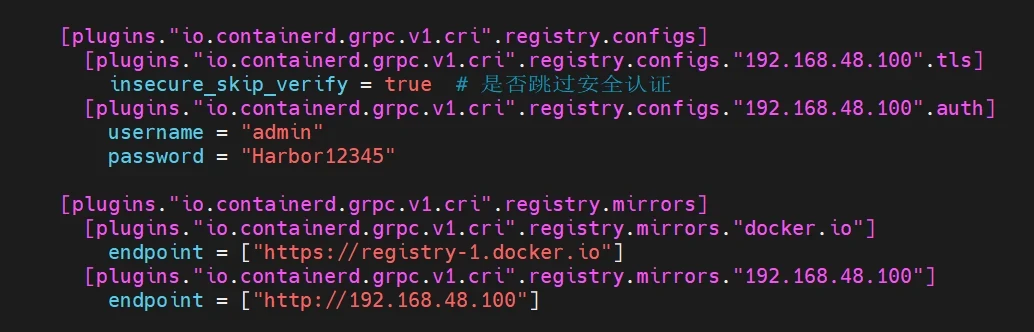 [plugins."io.containerd.grpc.v1.cri".registry.configs]
[plugins."io.containerd.grpc.v1.cri".registry.configs."192.168.48.100".tls]
insecure_skip_verify = true  # 是否跳过安全认证
[plugins."io.containerd.grpc.v1.cri".registry.configs."192.168.48.100".auth]
username = "admin"
password = "Harbor12345"
[plugins."io.containerd.grpc.v1.cri".registry.mirrors]
[plugins."io.containerd.grpc.v1.cri".registry.mirrors."docker.io"]
endpoint = ["https://registry-1.docker.io"]
[plugins."io.containerd.grpc.v1.cri".registry.mirrors."192.168.48.100"]
endpoint = ["http://192.168.48.100"]